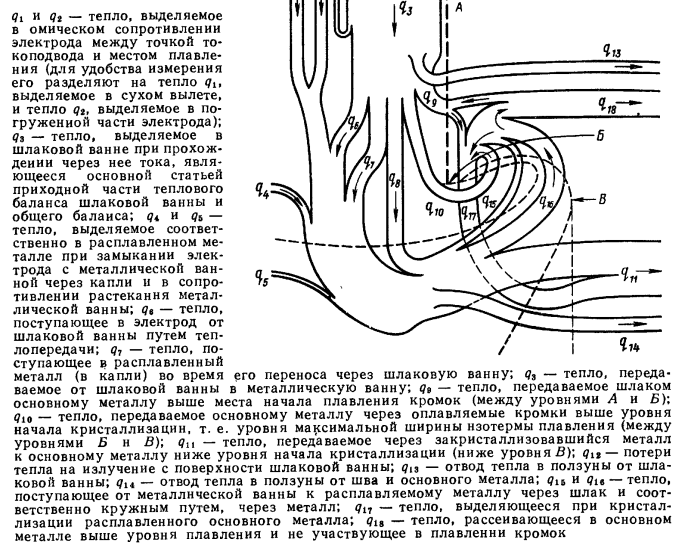 q₁ и q₂ — тепло, выделяемое
в омическом сопротивлении
электрода между точкой то-
коподвода и местом плавле-
ния (для удобства измерения
его разделяют на тепло q₁,
выделяемое в сухом вылете,
и тепло q₂, выделяемое в по-
груженной части электрода);
q₃ — тепло, выделяемое в
шлаковой ванне при прохож-
дении через нее тока, явля-
ющееся основной статьей
приходной части теплового
баланса шлаковой ванны и
общего баланса; q₄ и q₅ —
тепло, выделяемое соответ-
ственно в расплавленном ме-
талле при замыкании элек-
трода с металлической ван-
ной через капли и в сопро-
тивлении растекания метал-
лической ванны; q₆ — тепло,
поступающее в электрод от
шлаковой ванны путем теп-
лопередачи; q₇ — тепло, по-
ступающее в расплавленный
металл (в капли) во время его переноса через шлаковую ванну; q₃ — тепло, переда-
ваемое от шлаковой ванны в металлическую ванну; q₉ — тепло, передаваемое шлаком
основному металлу выше места начала плавления кромок (между уровнями А и Б);
q₁₀ — тепло, передаваемое основному металлу через оплавляемые кромки выше уровня
начала кристаллизации, т. е. уровня максимальной ширины изотермы плавления (между
уровнями Б и В); q₁₁ — тепло, передаваемое через закристаллизовавшийся металл
к основному металлу ниже уровня начала кристаллизации (ниже уровня В); q₁₂ — потери
тепла на излучение с поверхности шлаковой ванны; q₁₃ — отвод тепла в ползуны от шла-
ковой ванны; q₁₄ — отвод тепла в ползуны от шва и основного металла; q₁₅ и q₁₆ — тепло,
поступающее от металлической ванны к расплавляемому металлу через шлак и соот-
ветственно кружным путем, через металл; q₁₇ — тепло, выделяющееся при кристал-
лизации расплавленного основного металла; q₁₈ — тепло, рассеивающееся в основном
металле выше уровня плавления и не участвующее в плавлении кромок
q₃
А
q₁₃
q₉
q₁₈
q₆
Б
q₇
q₈
q₄
q₁₀
q₁₅
q₁₇
q₁₆
В
q₅
q₁₁
q₁₄